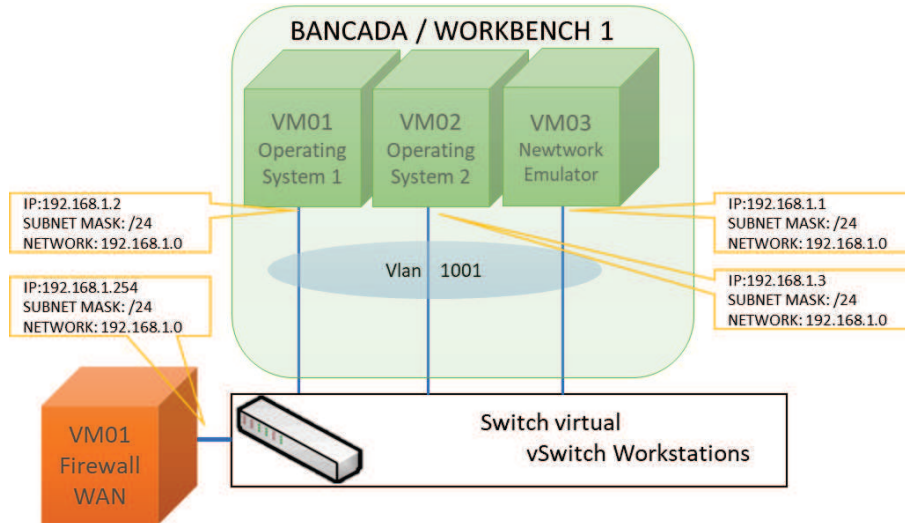 BANCADA / WORKBENCH 1
VM01
Operating
System 1
VM02
Operating
System 2
VM03
Newtwork
Emulator
IP:192.168.1.2
SUBNET MASK: /24
NETWORK: 192.168.1.0
IP:192.168.1.1
SUBNET MASK: /24
NETWORK: 192.168.1.0
Vlan 1001
IP:192.168.1.254
SUBNET MASK: /24
NETWORK: 192.168.1.0
IP:192.168.1.3
SUBNET MASK: /24
NETWORK: 192.168.1.0
VM01
Firewall
WAN
Switch virtual
vSwitch Workstations